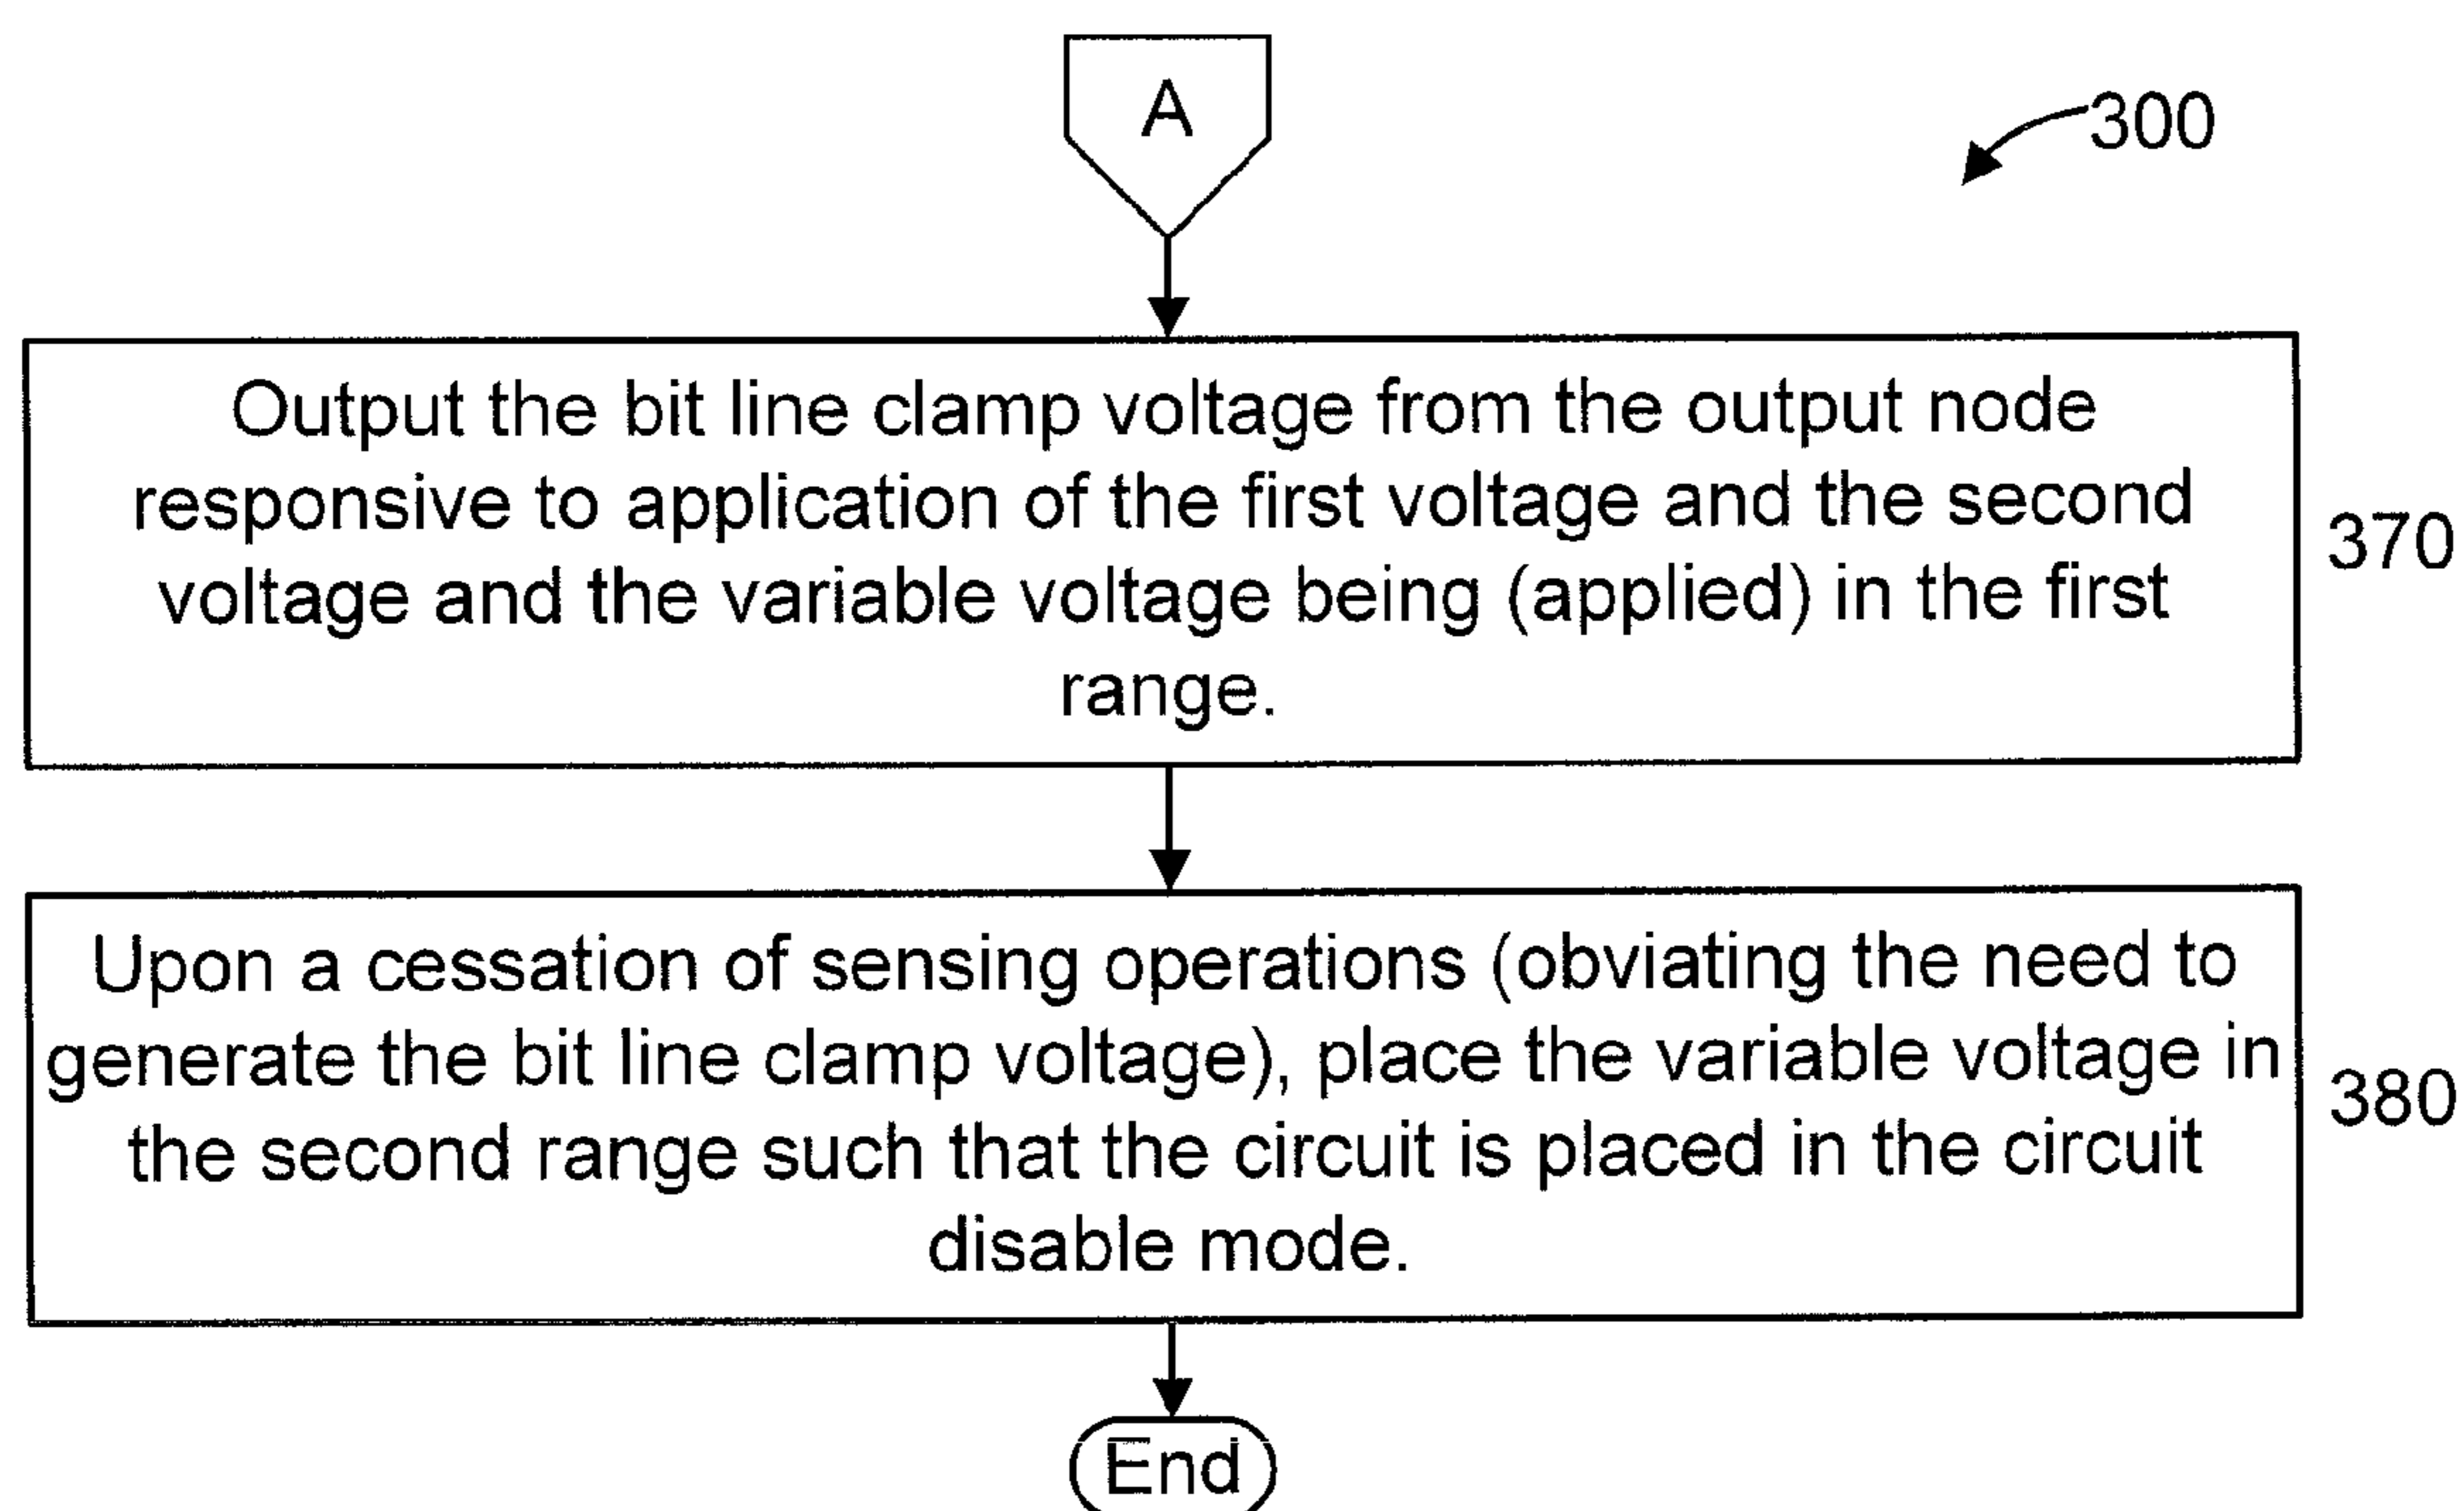 A
300
Output the bit line clamp voltage from the output node
responsive to application of the first voltage and the second
voltage and the variable voltage being (applied) in the first
range.
370
Upon a cessation of sensing operations (obviating the need to
generate the bit line clamp voltage), place the variable voltage in
the second range such that the circuit is placed in the circuit
disable mode.
380
End